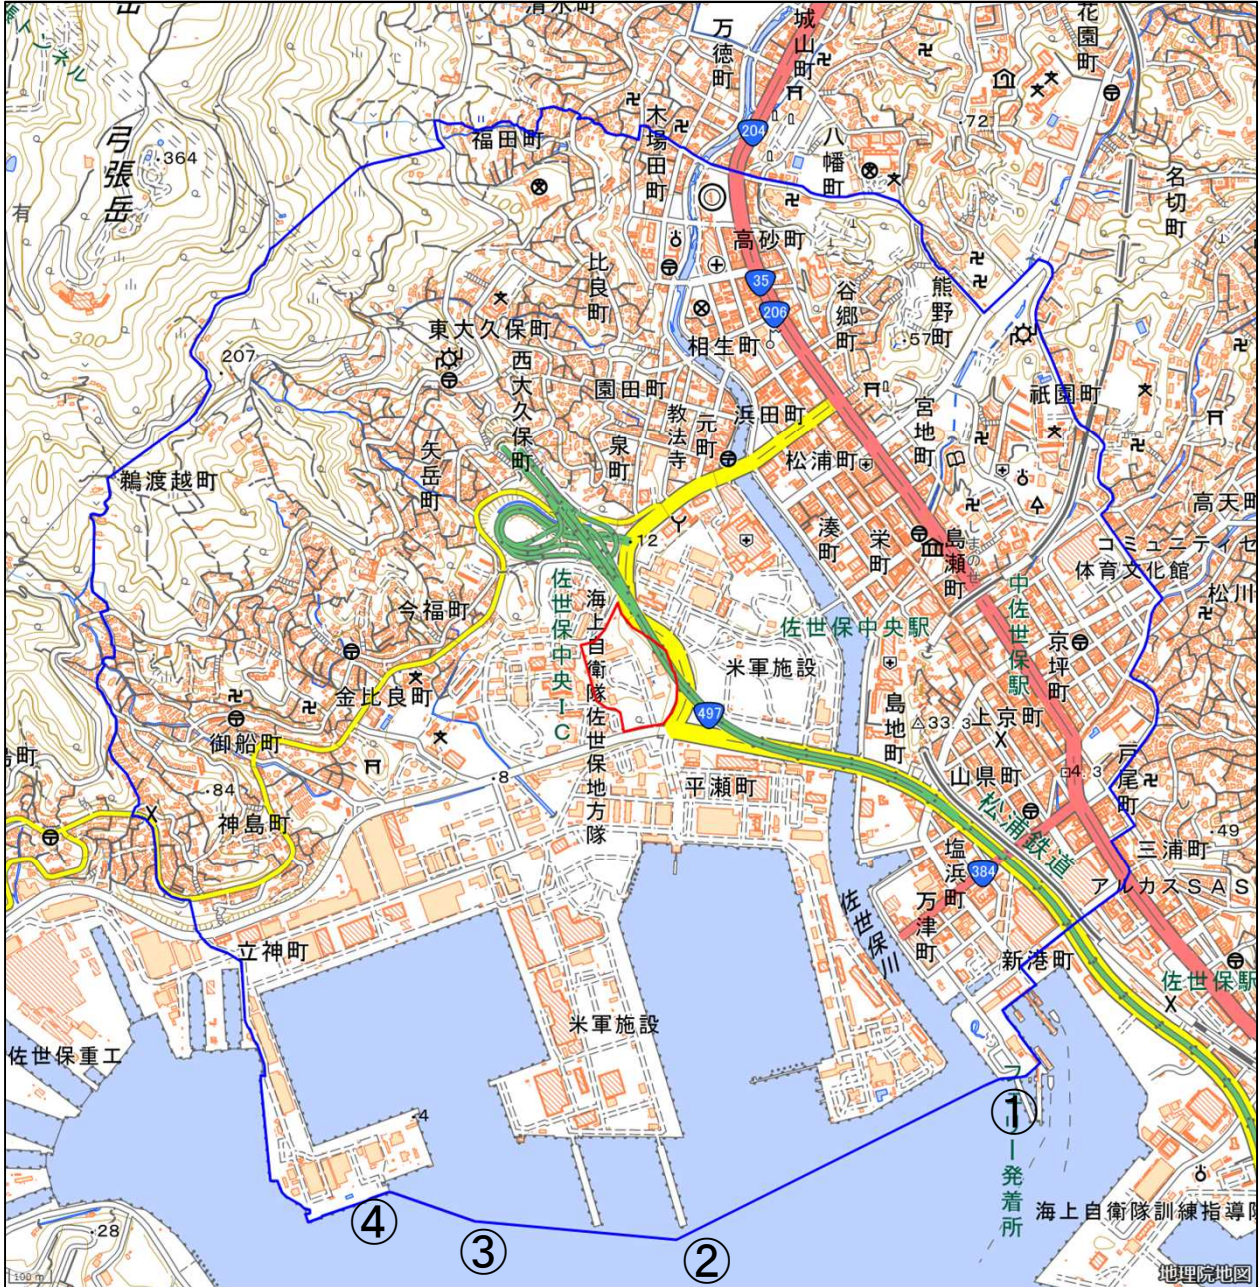 清水町
万徳町
城山町
花園町
トンネル
岳
弓張岳
・364
有
福田町
木場田町
204
八幡町
・72
名切町
100
高砂町
300
比良町
35
206
谷郷町
熊野町
・57
東大久保町
相生町
・207
西大久保町
園田町
浜田町
祇園町
宮地町
教法寺
元町
泉町
矢岳町
松浦町
鵜渡越町
高天町
湊町
栄町
島瀬町
コミュニティセ
体育文化館
・12
松川
佐世保中央IC
海上自衛隊佐世保地方隊
今福町
佐世保中央駅
中佐世保駅
京坪町
米軍施設
金比良町
497
島地町
△33.3
上京町
御船町
戸尾町
山県町
4.3
・8
平瀬町
・84
神島町
松浦鉄道
・49
三浦町
塩浜町
384
アルカスSAS
万津町
佐世保川
立神町
新港町
佐世保駅
米軍施設
佐世保重工
フェリー発着所
・4
①
④
③
②
・28
海上自衛隊訓練指導隊
100 m
地理院地図